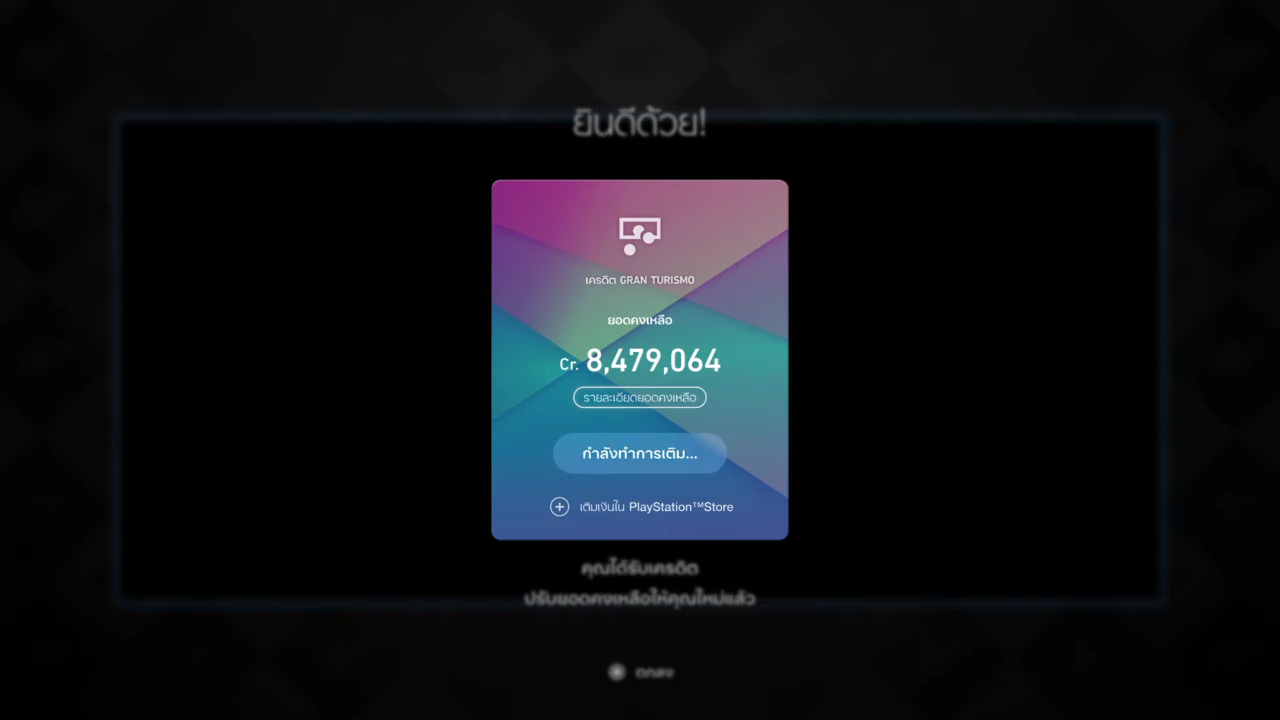 ยินดีด้วย!
เครดิต GRAN TURISMO
ยอดคงเหลือ
Cr. 8,479,064
รายละเอียดยอดคงเหลือ
กำลังทำการเติม...
เติมเงินใน PlayStation™Store
คุณได้รับเครดิต
ปรับยอดคงเหลือให้คุณใหม่แล้ว
ตกลง